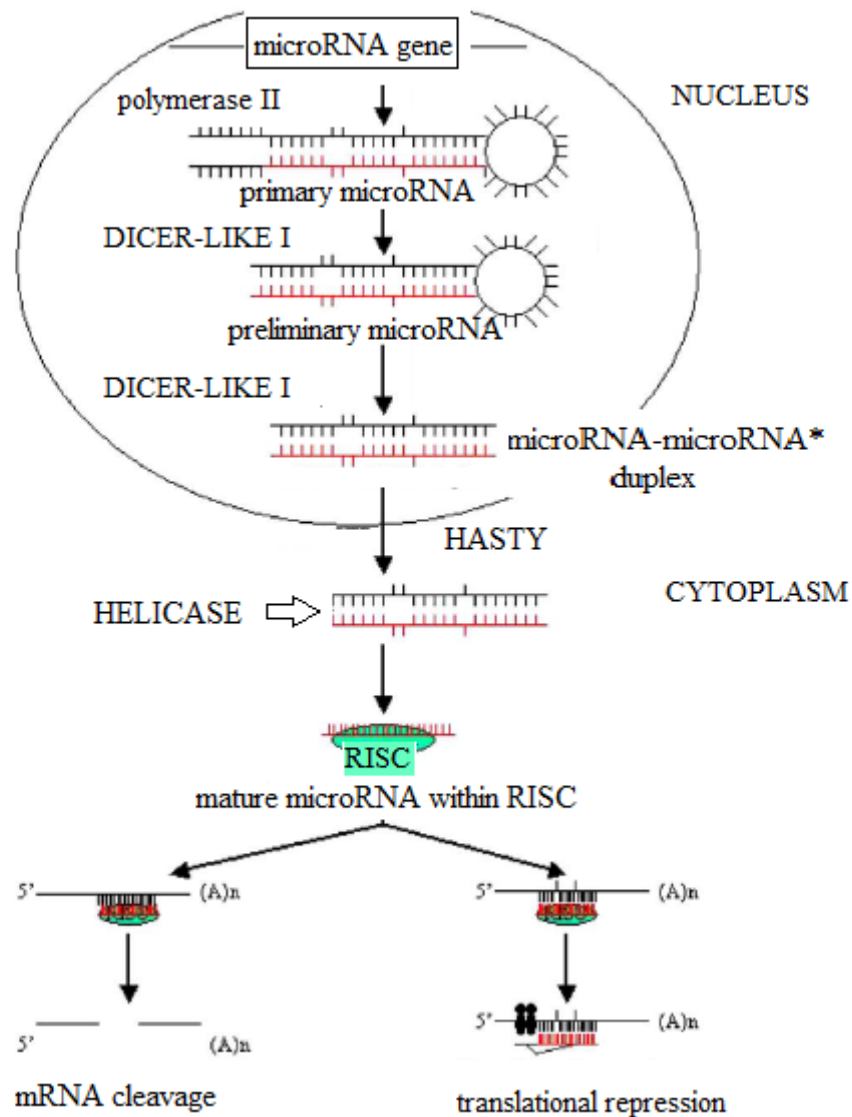 microRNA gene
polymerase II
NUCLEUS
primary microRNA
DICER-LIKE I
preliminary microRNA
DICER-LIKE I
microRNA-microRNA*
duplex
HASTY
CYTOPLASM
HELICASE
RISC
mature microRNA within RISC
5’ (A)n
5’ (A)n
5’ (A)n
5’ (A)n
mRNA cleavage
translational repression